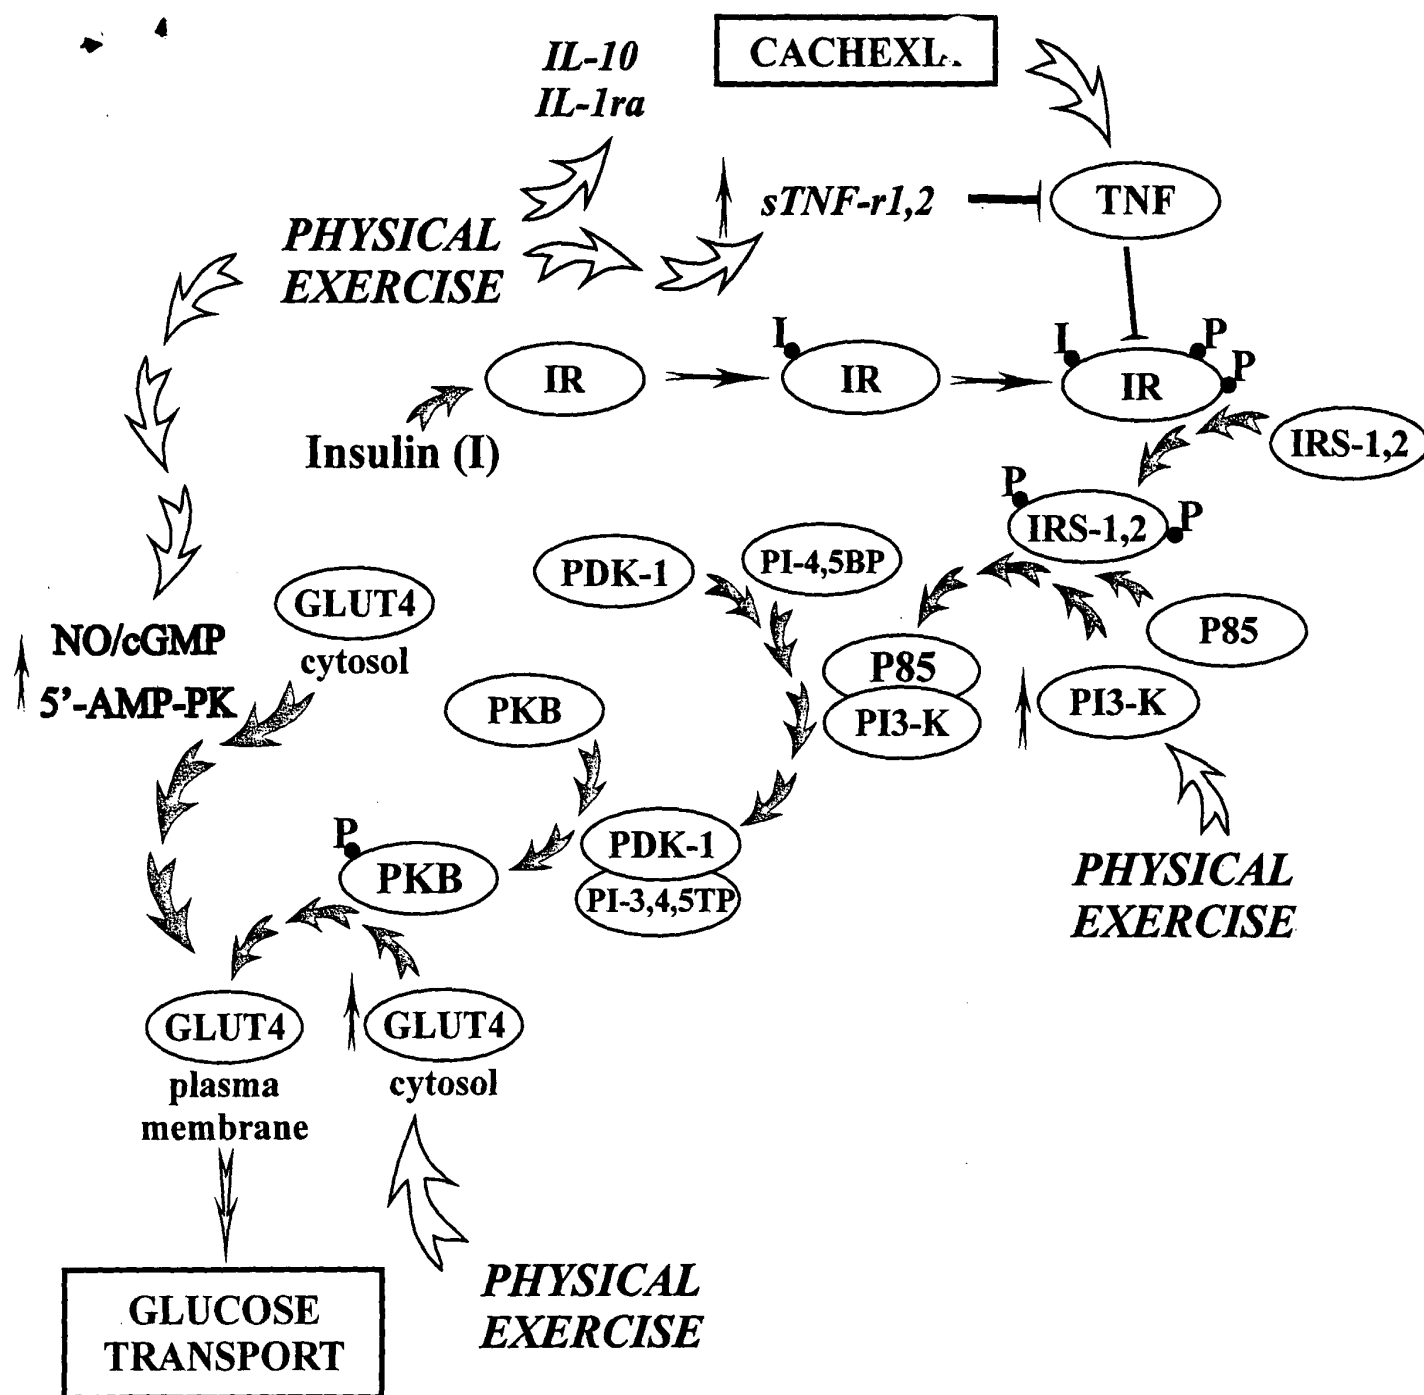 IL-10
IL-1ra
CACHEXI
sTNF-r1,2
TNF
PHYSICAL
EXERCISE
I
IR
IR
I
P
P
IR
Insulin (I)
IRS-1,2
P
P
IRS-1,2
PDK-1
PI-4,5BP
GLUT4
cytosol
NO/cGMP
5’-AMP-PK
P85
P85
PI3-K
PI3-K
PKB
P
PKB
PDK-1
PI-3,4,5TP
PHYSICAL
EXERCISE
GLUT4
plasma
membrane
GLUT4
cytosol
PHYSICAL
EXERCISE
GLUCOSE
TRANSPORT